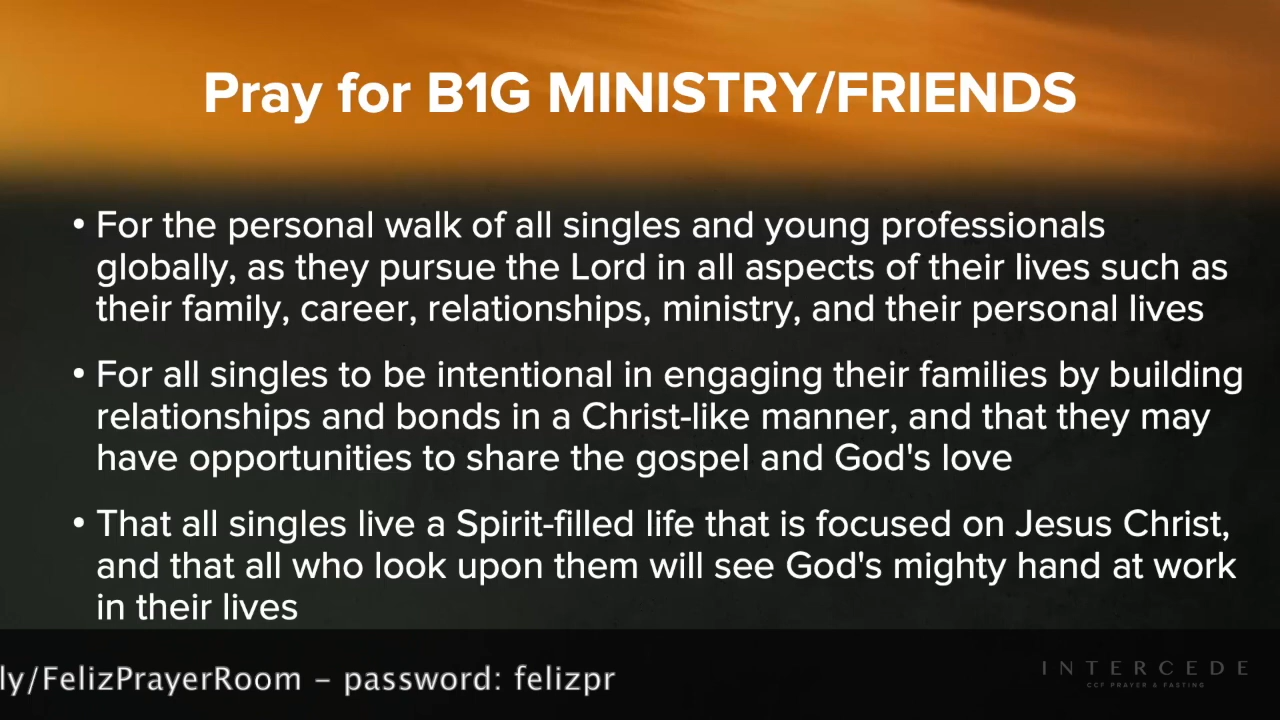 Pray for B1G MINISTRY/FRIENDS
• For the personal walk of all singles and young professionals
globally, as they pursue the Lord in all aspects of their lives such as
their family, career, relationships, ministry, and their personal lives
• For all singles to be intentional in engaging their families by building
relationships and bonds in a Christ-like manner, and that they may
have opportunities to share the gospel and God's love
• That all singles live a Spirit-filled life that is focused on Jesus Christ,
and that all who look upon them will see God's mighty hand at work
in their lives
ly/FelizPrayerRoom – password: felizpr
INTERCEDE
CCF PRAYER & FASTING